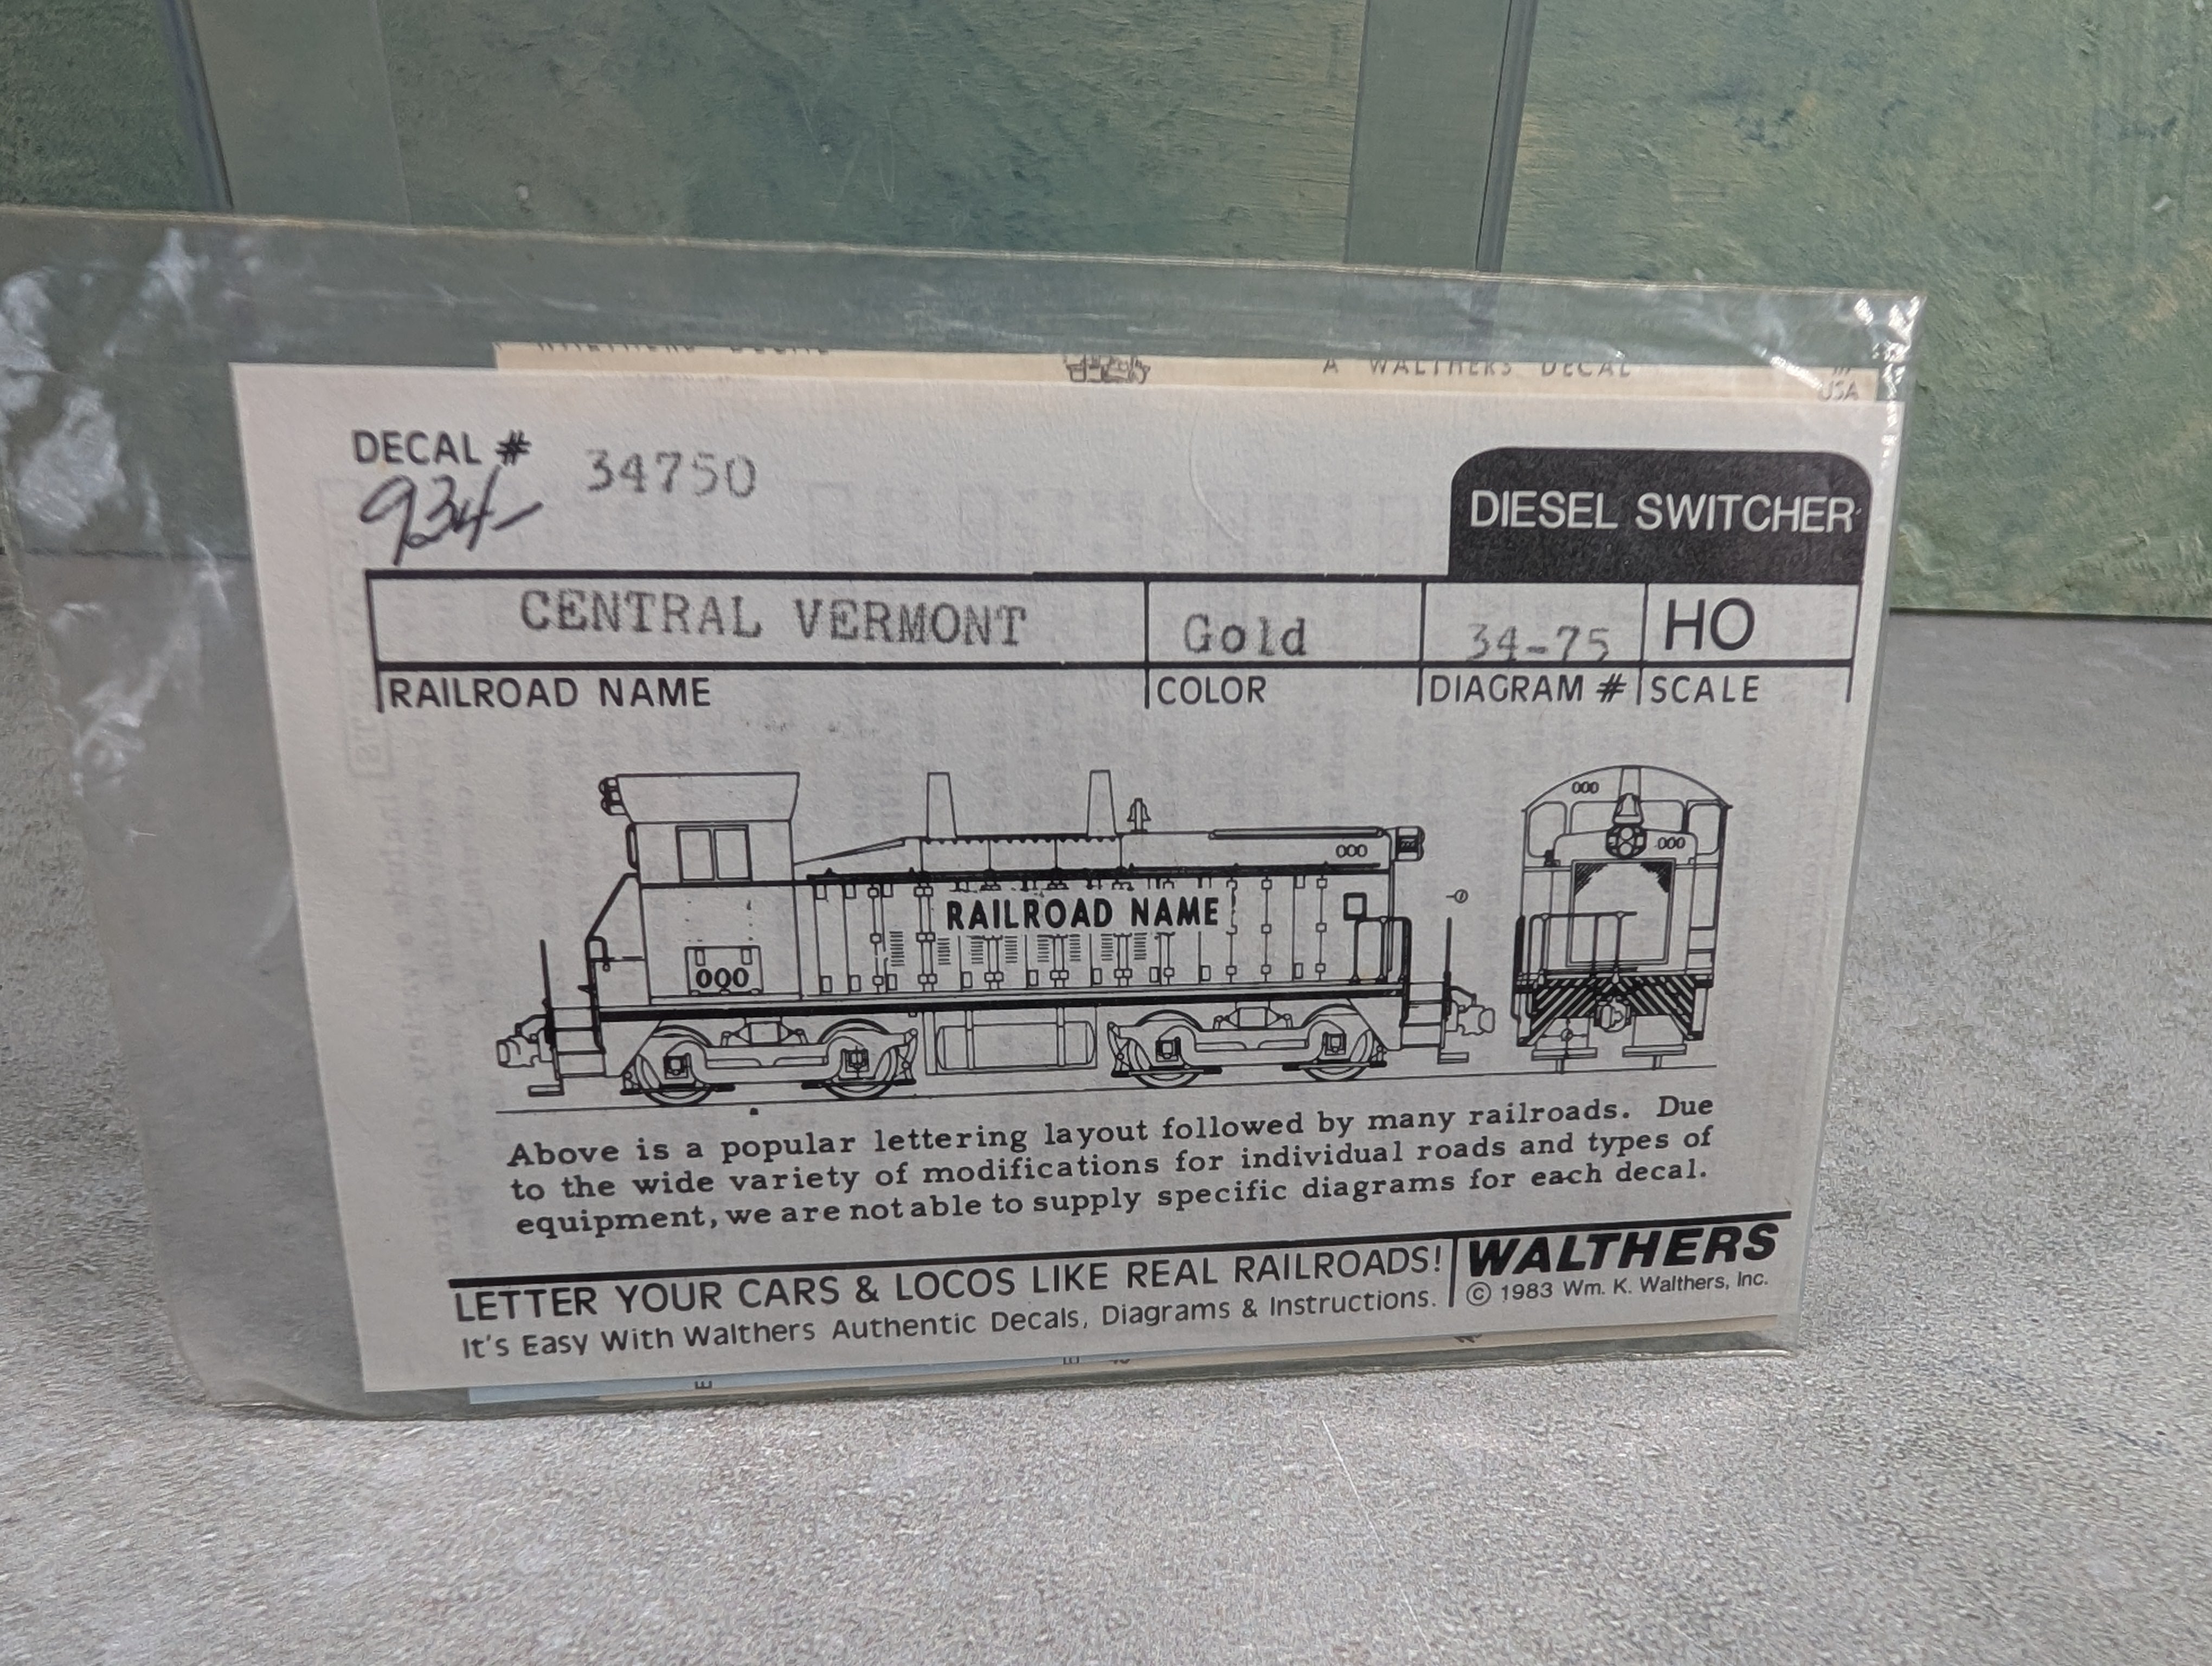 A WALTHERS DECAL
USA
DECAL # 34750
934-
DIESEL SWITCHER
CENTRAL VERMONT Gold 34-75 HO
RAILROAD NAME COLOR DIAGRAM # SCALE
000
000
000
RAILROAD NAME
000
Above is a popular lettering layout followed by many railroads. Due
to the wide variety of modifications for individual roads and types of
equipment, we are not able to supply specific diagrams for each decal.
LETTER YOUR CARS & LOCOS LIKE REAL RAILROADS!
It's Easy With Walthers Authentic Decals, Diagrams & Instructions.
WALTHERS
© 1983 Wm. K. Walthers, Inc.